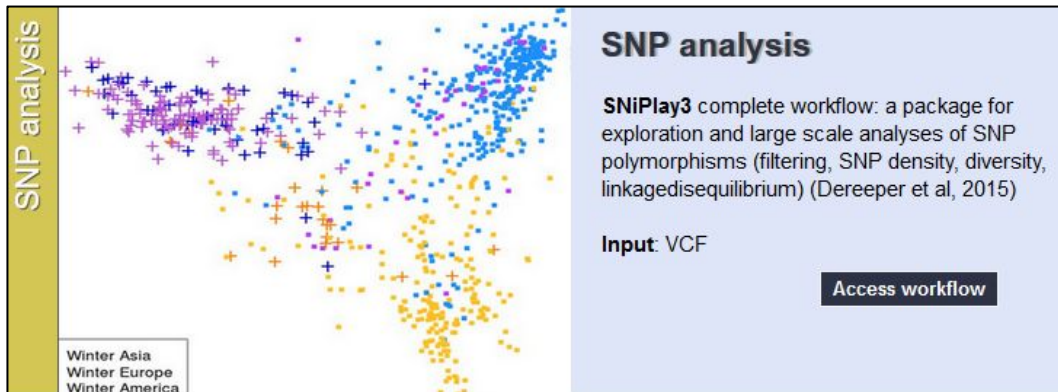 SNP analysis
Winter Asia
Winter Europe
Winter America
SNP analysis
SNiPlay3 complete workflow: a package for
exploration and large scale analyses of SNP
polymorphisms (filtering, SNP density, diversity,
linkagedisequilibrium) (Dereeper et al, 2015)
Input: VCF
Access workflow